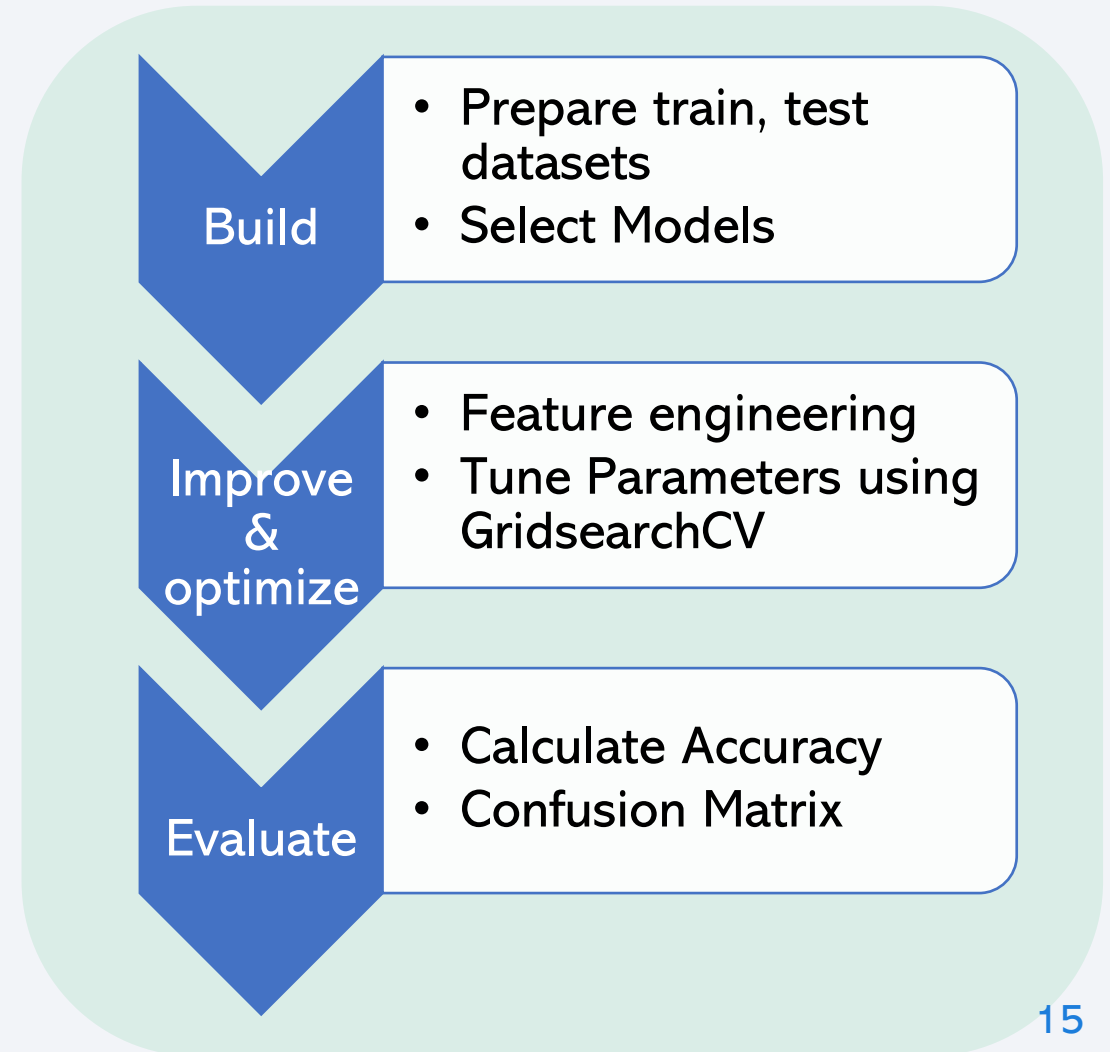 Build
• Prepare train, test
datasets
• Select Models
Improve
&
optimize
• Feature engineering
• Tune Parameters using
GridsearchCV
Evaluate
• Calculate Accuracy
• Confusion Matrix
15